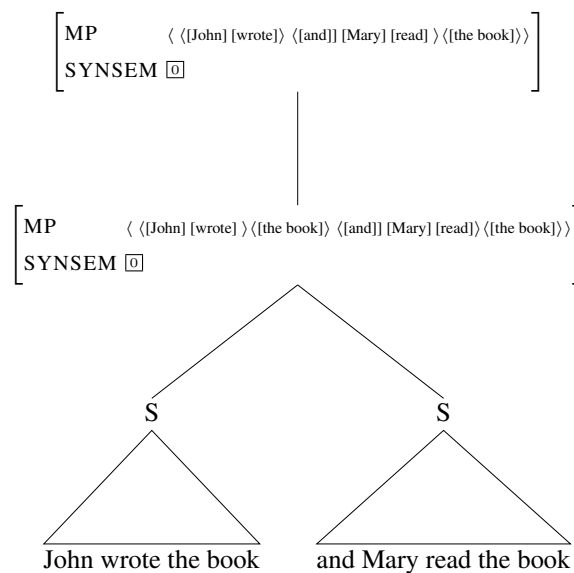 MP ⟨ ⟨[John] [wrote]⟩ ⟨[and]] [Mary] [read] ⟩⟨[the book]⟩⟩
SYNSEM 0
MP ⟨ ⟨[John] [wrote] ⟩⟨[the book]⟩ ⟨[and]] [Mary] [read]⟩⟨[the book]⟩⟩
SYNSEM 0
S S
John wrote the book and Mary read the book